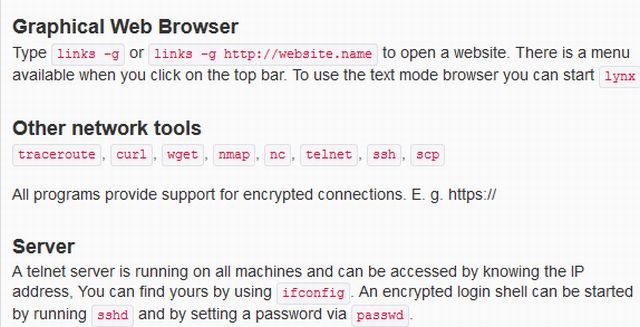 Graphical Web Browser
Type links -g or links -g http://website.name to open a website. There is a menu
available when you click on the top bar. To use the text mode browser you can start lynx
Other network tools
traceroute, curl, wget, nmap, nc, telnet, ssh, scp
All programs provide support for encrypted connections. E. g. https://
Server
A telnet server is running on all machines and can be accessed by knowing the IP
address, You can find yours by using ifconfig. An encrypted login shell can be started
by running sshd and by setting a password via passwd.